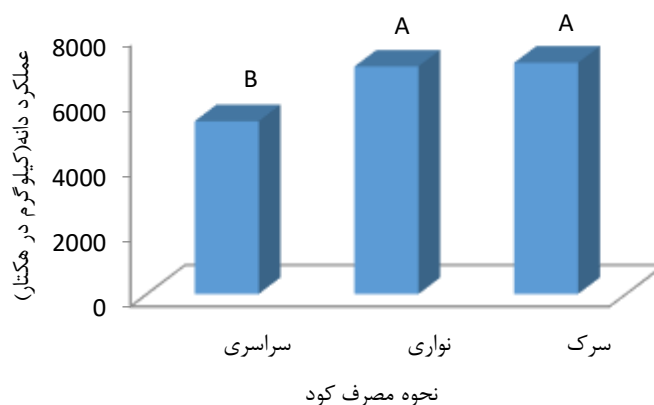 عملکرد دانه(کیلوگرم در هکتار)
8000
6000
4000
2000
0
B
A
A
سراسری
نواری
سرک
نحوه مصرف کود